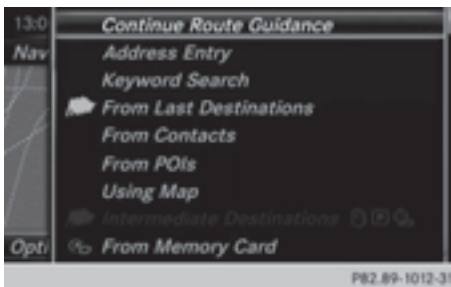 13:0
Continue Route Guidance
Nav
Address Entry
Keyword Search
From Last Destinations
From Contacts
From POIs
Using Map
Intermediate Destinations
Opti
From Memory Card
P82.89-1012-31